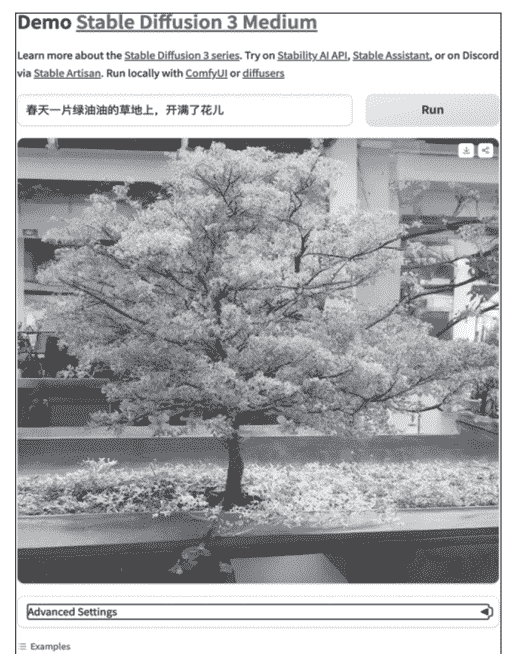 Demo Stable Diffusion 3 Medium
Learn more about the Stable Diffusion 3 series. Try on Stability AI API, Stable Assistant, or on Discord
via Stable Artisan. Run locally with ComfyUI or diffusers
春天一片绿油油的草地上，开满了花儿
Run
Advanced Settings
Examples